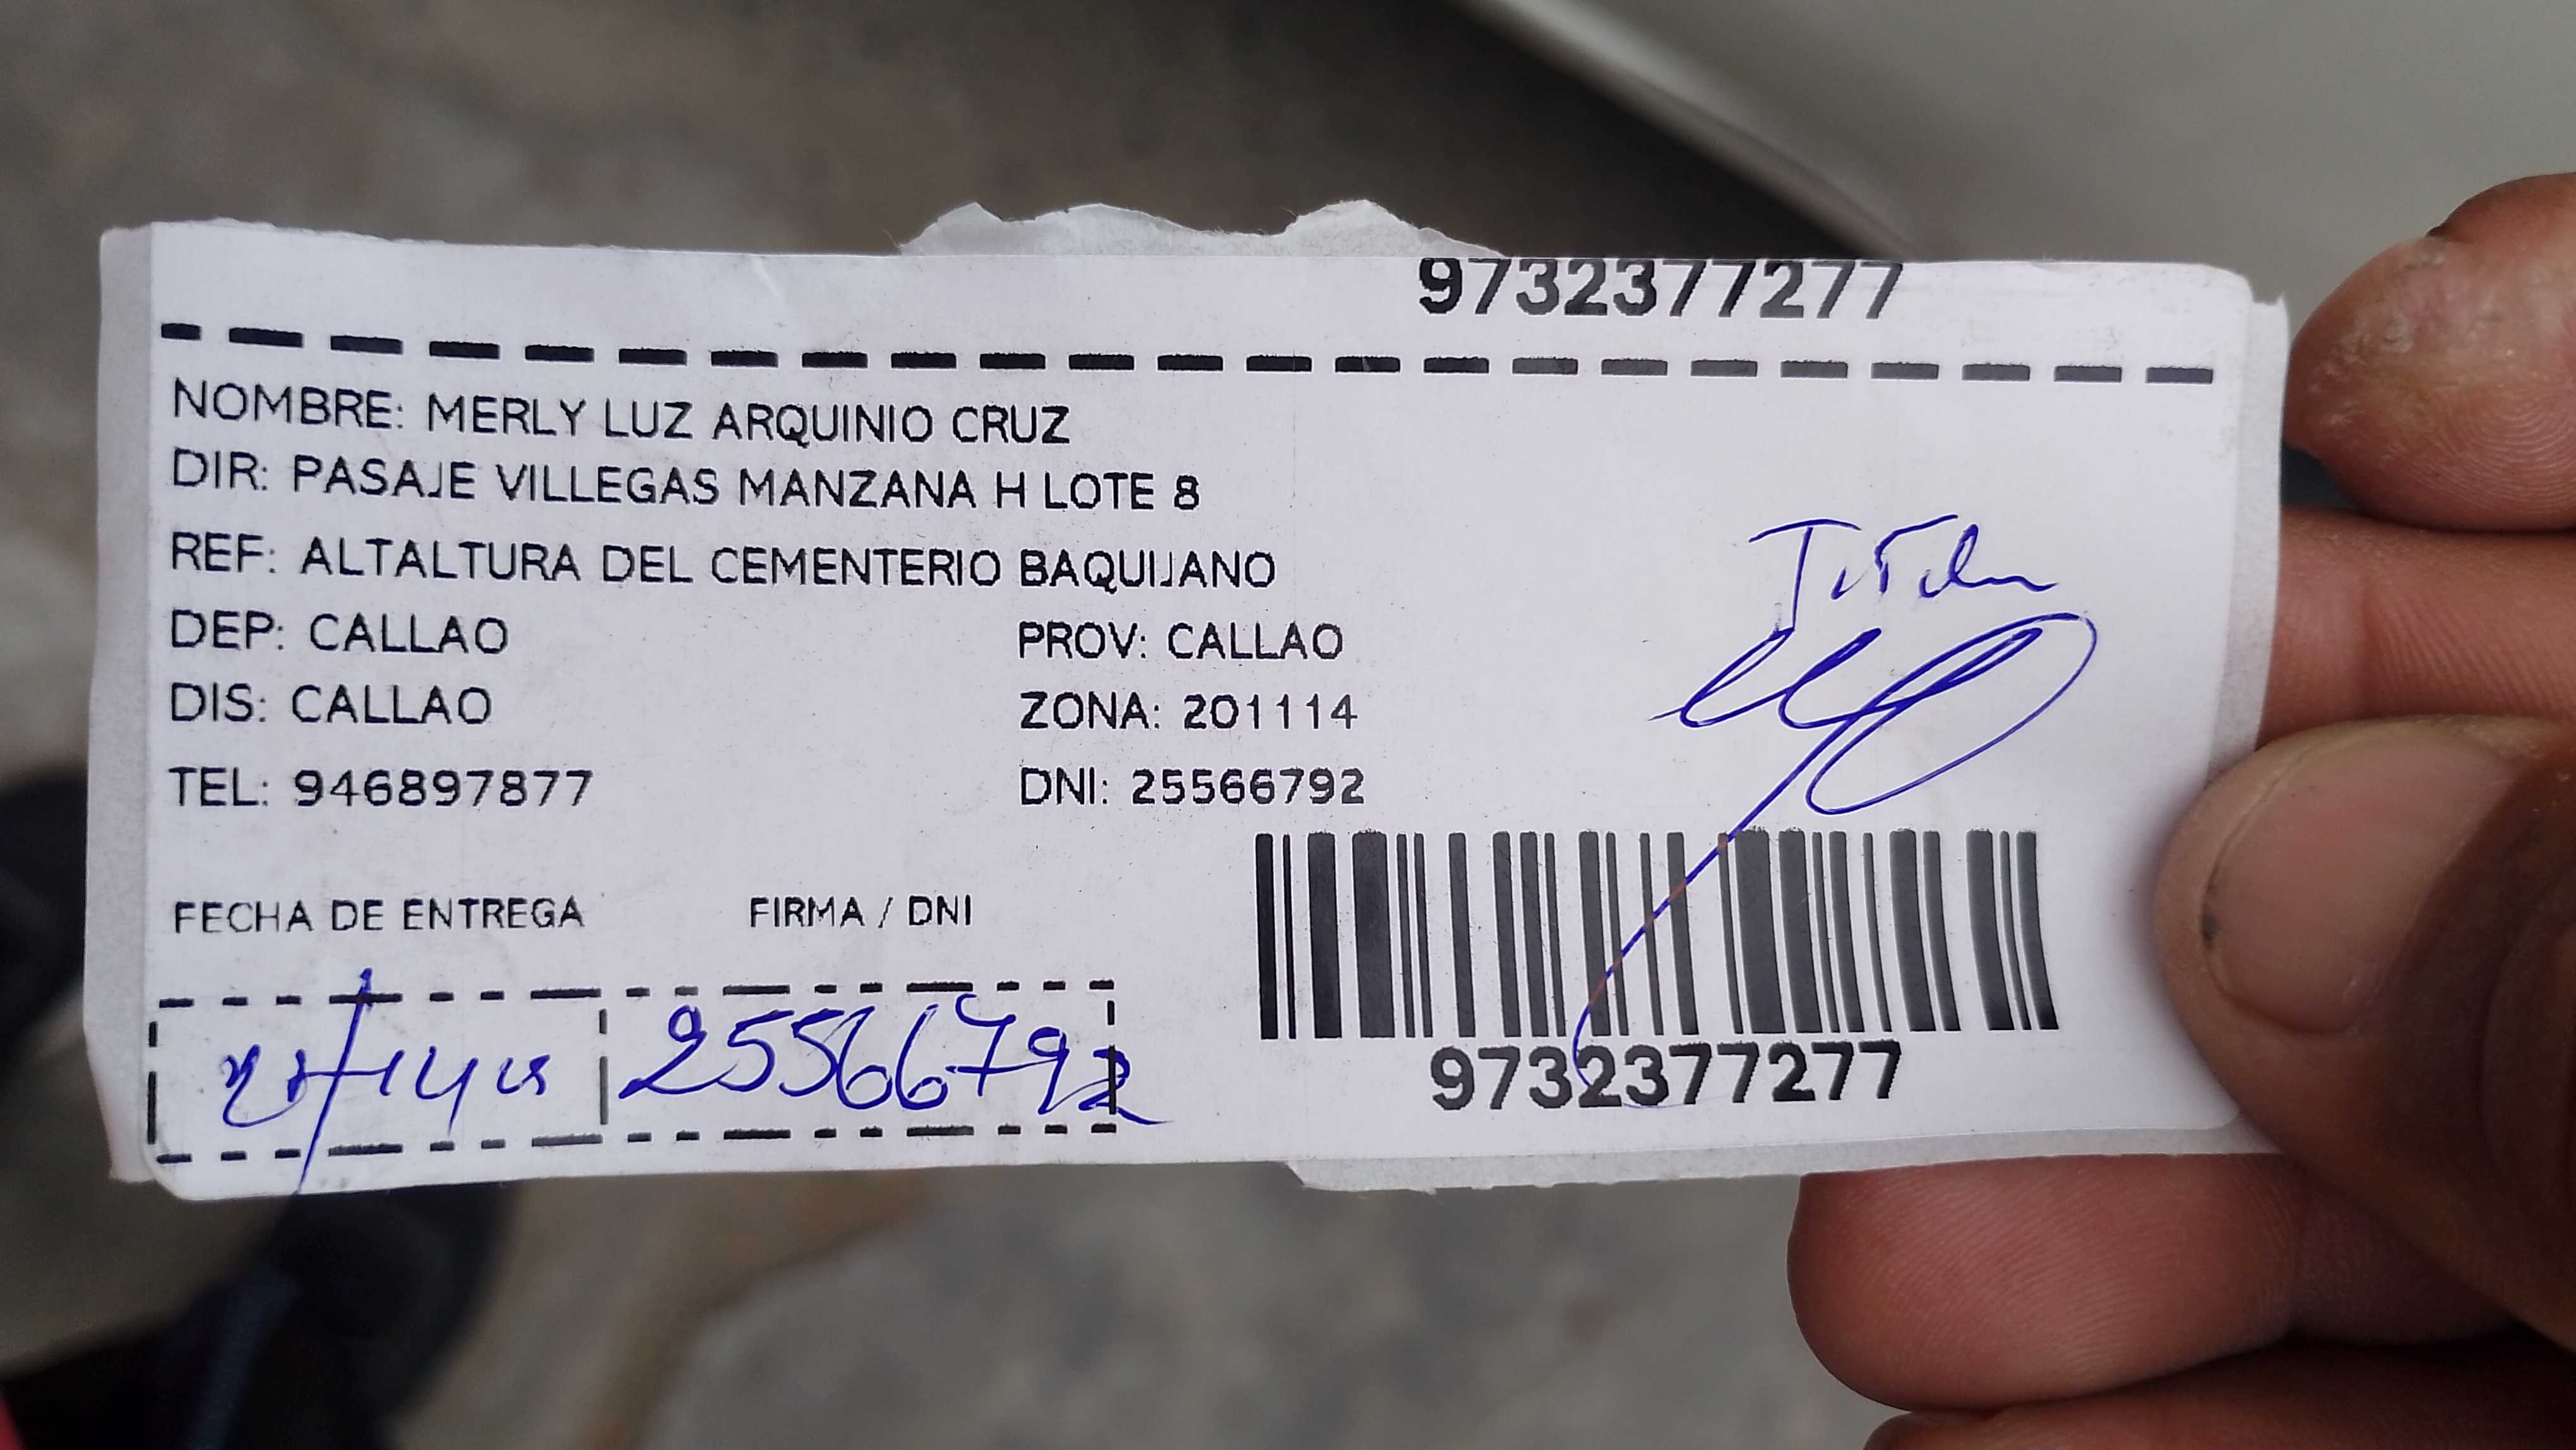 9732377277
NOMBRE: MERLY LUZ ARQUINIO CRUZ
DIR: PASAJE VILLEGAS MANZANA H LOTE 8
REF: ALTALTURA DEL CEMENTERIO BAQUIJANO
DEP: CALLAO
PROV: CALLAO
DIS: CALLAO
ZONA: 201114
TEL: 946897877
DNI: 25566792
FECHA DE ENTREGA
FIRMA / DNI
25566792
9732377277